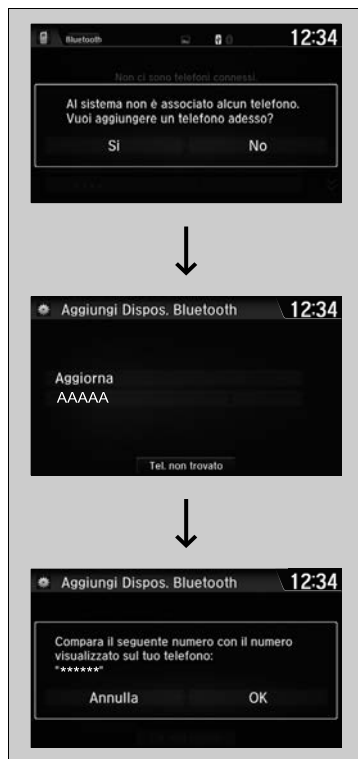 Bluetooth 0 12:34
Non ci sono telefoni connessi.
Al sistema non è associato alcun telefono.
Vuoi aggiungere un telefono adesso?
Si No
Aggiungi Dispos. Bluetooth 12:34
Aggiorna
AAAAA
Tel. non trovato
Aggiungi Dispos. Bluetooth 12:34
Compara il seguente numero con il numero
visualizzato sul tuo telefono:
"******"
Annulla OK